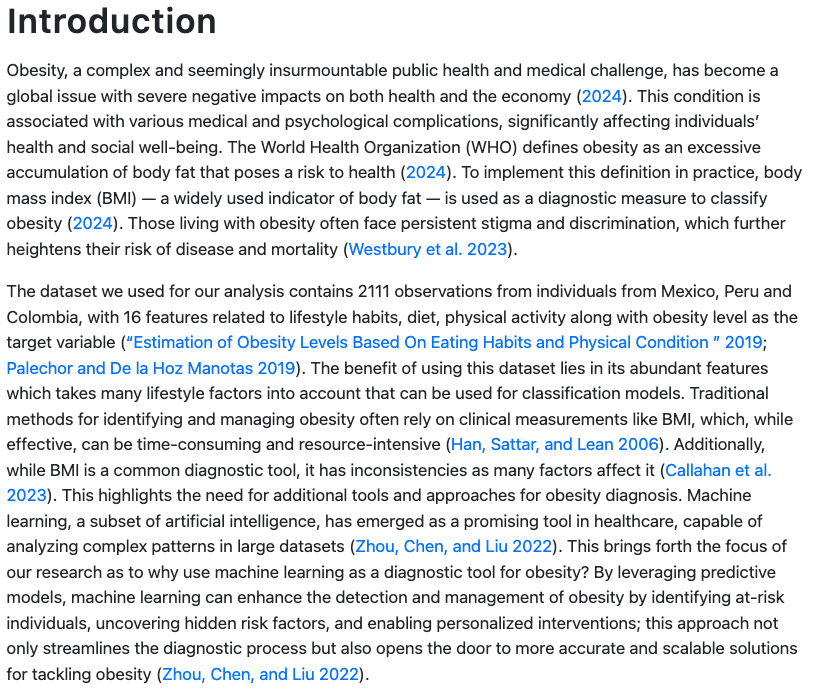 Introduction
Obesity, a complex and seemingly insurmountable public health and medical challenge, has become a
global issue with severe negative impacts on both health and the economy (2024). This condition is
associated with various medical and psychological complications, significantly affecting individuals’
health and social well-being. The World Health Organization (WHO) defines obesity as an excessive
accumulation of body fat that poses a risk to health (2024). To implement this definition in practice, body
mass index (BMI) — a widely used indicator of body fat — is used as a diagnostic measure to classify
obesity (2024). Those living with obesity often face persistent stigma and discrimination, which further
heightens their risk of disease and mortality (Westbury et al. 2023).
The dataset we used for our analysis contains 2111 observations from individuals from Mexico, Peru and
Colombia, with 16 features related to lifestyle habits, diet, physical activity along with obesity level as the
target variable (“Estimation of Obesity Levels Based On Eating Habits and Physical Condition ” 2019;
Palechor and De la Hoz Manotas 2019). The benefit of using this dataset lies in its abundant features
which takes many lifestyle factors into account that can be used for classification models. Traditional
methods for identifying and managing obesity often rely on clinical measurements like BMI, which, while
effective, can be time-consuming and resource-intensive (Han, Sattar, and Lean 2006). Additionally,
while BMI is a common diagnostic tool, it has inconsistencies as many factors affect it (Callahan et al.
2023). This highlights the need for additional tools and approaches for obesity diagnosis. Machine
learning, a subset of artificial intelligence, has emerged as a promising tool in healthcare, capable of
analyzing complex patterns in large datasets (Zhou, Chen, and Liu 2022). This brings forth the focus of
our research as to why use machine learning as a diagnostic tool for obesity? By leveraging predictive
models, machine learning can enhance the detection and management of obesity by identifying at-risk
individuals, uncovering hidden risk factors, and enabling personalized interventions; this approach not
only streamlines the diagnostic process but also opens the door to more accurate and scalable solutions
for tackling obesity (Zhou, Chen, and Liu 2022).